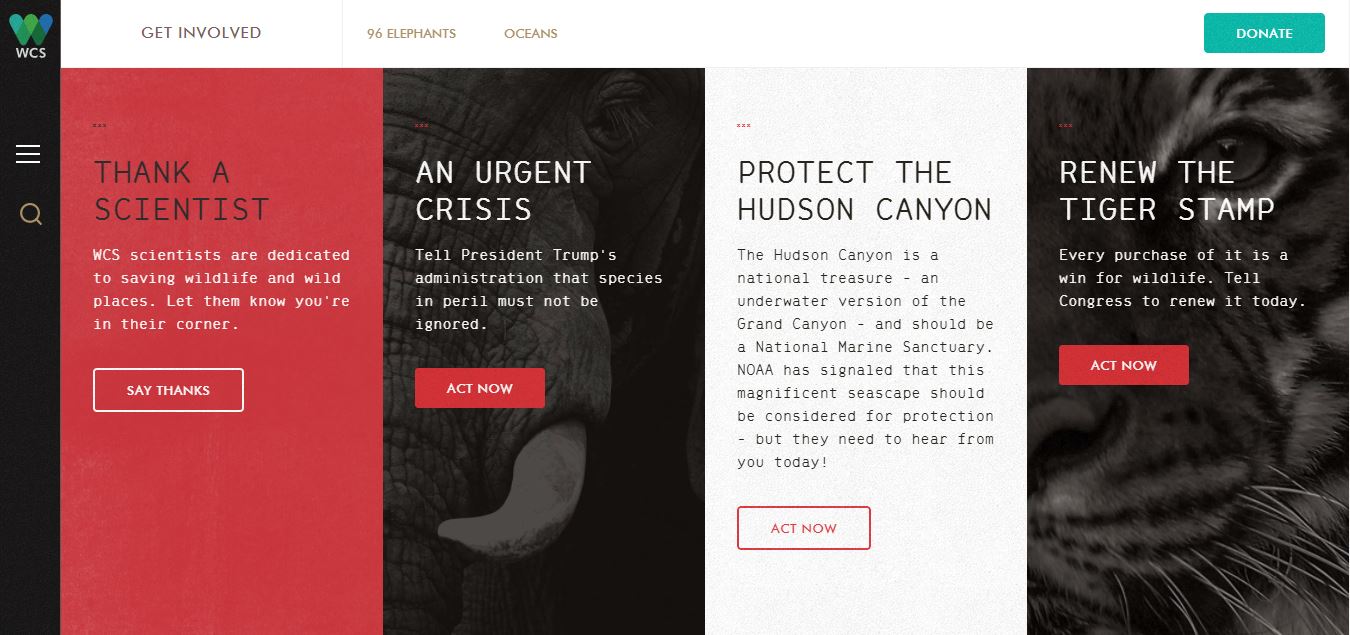 WCS
GET INVOLVED
96 ELEPHANTS
OCEANS
DONATE
xxx
THANK A
SCIENTIST
WCS scientists are dedicated
to saving wildlife and wild
places. Let them know you're
in their corner.
SAY THANKS
xxx
AN URGENT
CRISIS
Tell President Trump's
administration that species
in peril must not be
ignored.
ACT NOW
xxx
PROTECT THE
HUDSON CANYON
The Hudson Canyon is a
national treasure - an
underwater version of the
Grand Canyon - and should be
a National Marine Sanctuary.
NOAA has signaled that this
magnificent seascape should
be considered for protection
- but they need to hear from
you today!
ACT NOW
xxx
RENEW THE
TIGER STAMP
Every purchase of it is a
win for wildlife. Tell
Congress to renew it today.
ACT NOW